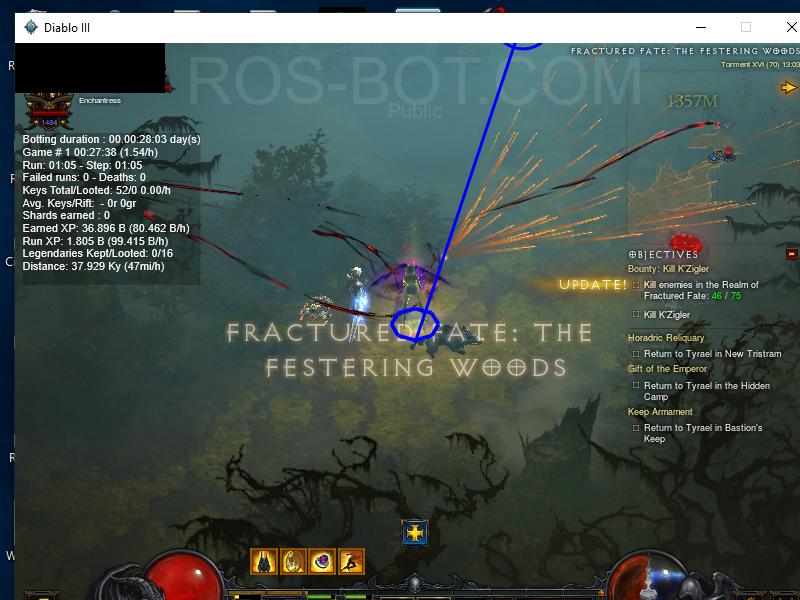 Diablo III
FRACTURED FATE: THE FESTERING WOODS
Torment XVI (70) 13:03
ROS-BOT.COM
Public
1357M
Enchantress
1484
Botting duration : 00.00:28:03 day(s)
Game # 1 00:27:38 (1.54/h)
Run: 01:05 - Step: 01:05
Failed runs: 0 - Deaths: 0
Keys Total/Looted: 52/0 0.00/h
Avg. Keys/Rift: - 0r 0gr
Shards earned : 0
Earned XP: 36.896 B (80.462 B/h)
Run XP: 1.805 B (99.415 B/h)
Legendaries Kept/Looted: 0/16
Distance: 37.929 Ky (47mi/h)
OBJECTIVES
Bounty: Kill K'Zigler
UPDATE!
Kill enemies in the Realm of
Fractured Fate: 46 / 75
Kill K'Zigler
Horadric Reliquary
Return to Tyrael in New Tristram
Gift of the Emperor
Return to Tyrael in the Hidden
Camp
Keep Armament
Return to Tyrael in Bastion's
Keep
FRACTURED FATE: THE
FESTERING WOODS